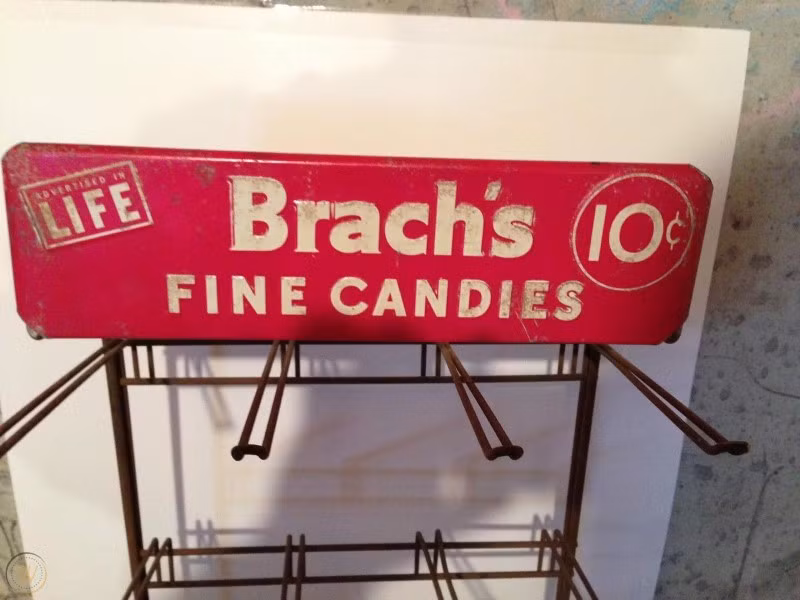 ADVERTISED IN
LIFE
Brach's
FINE CANDIES
10¢